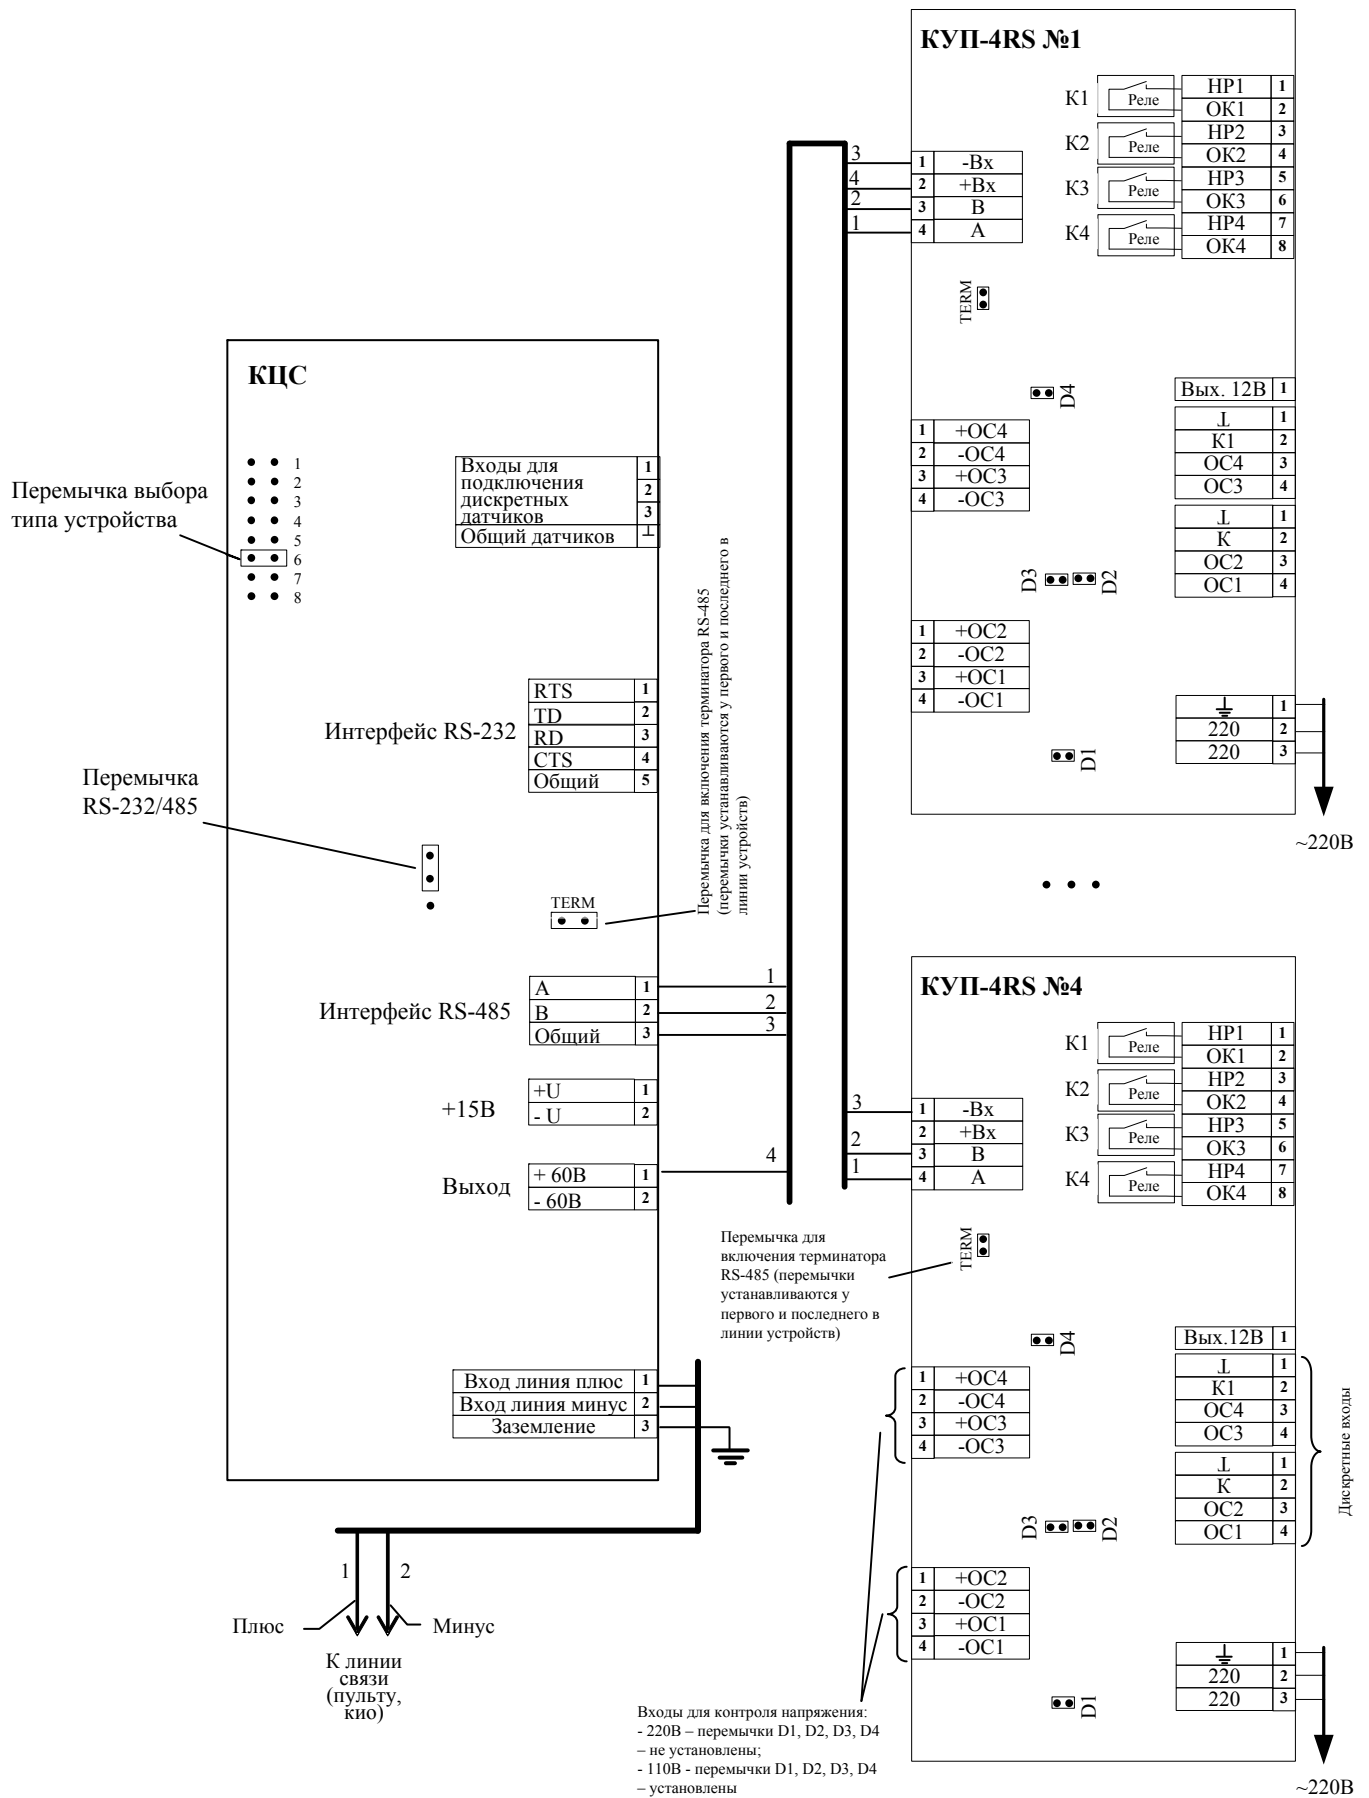 КУП-4RS №1
К1
Реле
НР1
1
ОК1
2
К2
Реле
НР2
3
ОК2
4
К3
Реле
НР3
5
ОК3
6
К4
Реле
НР4
7
ОК4
8
3
1
-Вх
4
2
+Вх
2
3
В
1
4
А
TERM
D4
Вых. 12В
1
1
+ОС4
2
-ОС4
3
+ОС3
4
-ОС3
⊥
1
К1
2
ОС4
3
ОС3
4
⊥
1
К
2
ОС2
3
ОС1
4
D3
D2
1
+ОС2
2
-ОС2
3
+ОС1
4
-ОС1
D1
1
220
2
220
3
~220В
КЦС
1
2
3
4
5
6
7
8
Перемычка выбора
типа устройства
Входы для
подключения
дискретных
датчиков
1
2
3
Общий датчиков
⊥
Интерфейс RS-232
RTS
1
TD
2
RD
3
CTS
4
Общий
5
Перемычка
RS-232/485
TERM
Перемычка для включения терминатора RS-485
(перемычки устанавливаются у первого и последнего в
линии устройств)
Интерфейс RS-485
A
1
B
2
Общий
3
1
2
3
+15В
+U
1
- U
2
Выход
+ 60В
1
- 60В
2
4
Вход линия плюс
1
Вход линия минус
2
Заземление
3
1
2
Плюс
Минус
К линии
связи
(пульту,
кио)
• • •
КУП-4RS №4
К1
Реле
НР1
1
ОК1
2
К2
Реле
НР2
3
ОК2
4
К3
Реле
НР3
5
ОК3
6
К4
Реле
НР4
7
ОК4
8
3
1
-Вх
2
+Вх
2
3
В
1
4
А
TERM
Перемычка для
включения терминатора
RS-485 (перемычки
устанавливаются у
первого и последнего в
линии устройств)
D4
Вых.12В
1
1
+ОС4
2
-ОС4
3
+ОС3
4
-ОС3
⊥
1
К1
2
ОС4
3
ОС3
4
⊥
1
К
2
ОС2
3
ОС1
4
Дискретные входы
D3
D2
1
+ОС2
2
-ОС2
3
+ОС1
4
-ОС1
D1
1
220
2
220
3
~220В
Входы для контроля напряжения:
- 220В – перемычки D1, D2, D3, D4
– не установлены;
- 110В - перемычки D1, D2, D3, D4
– установлены